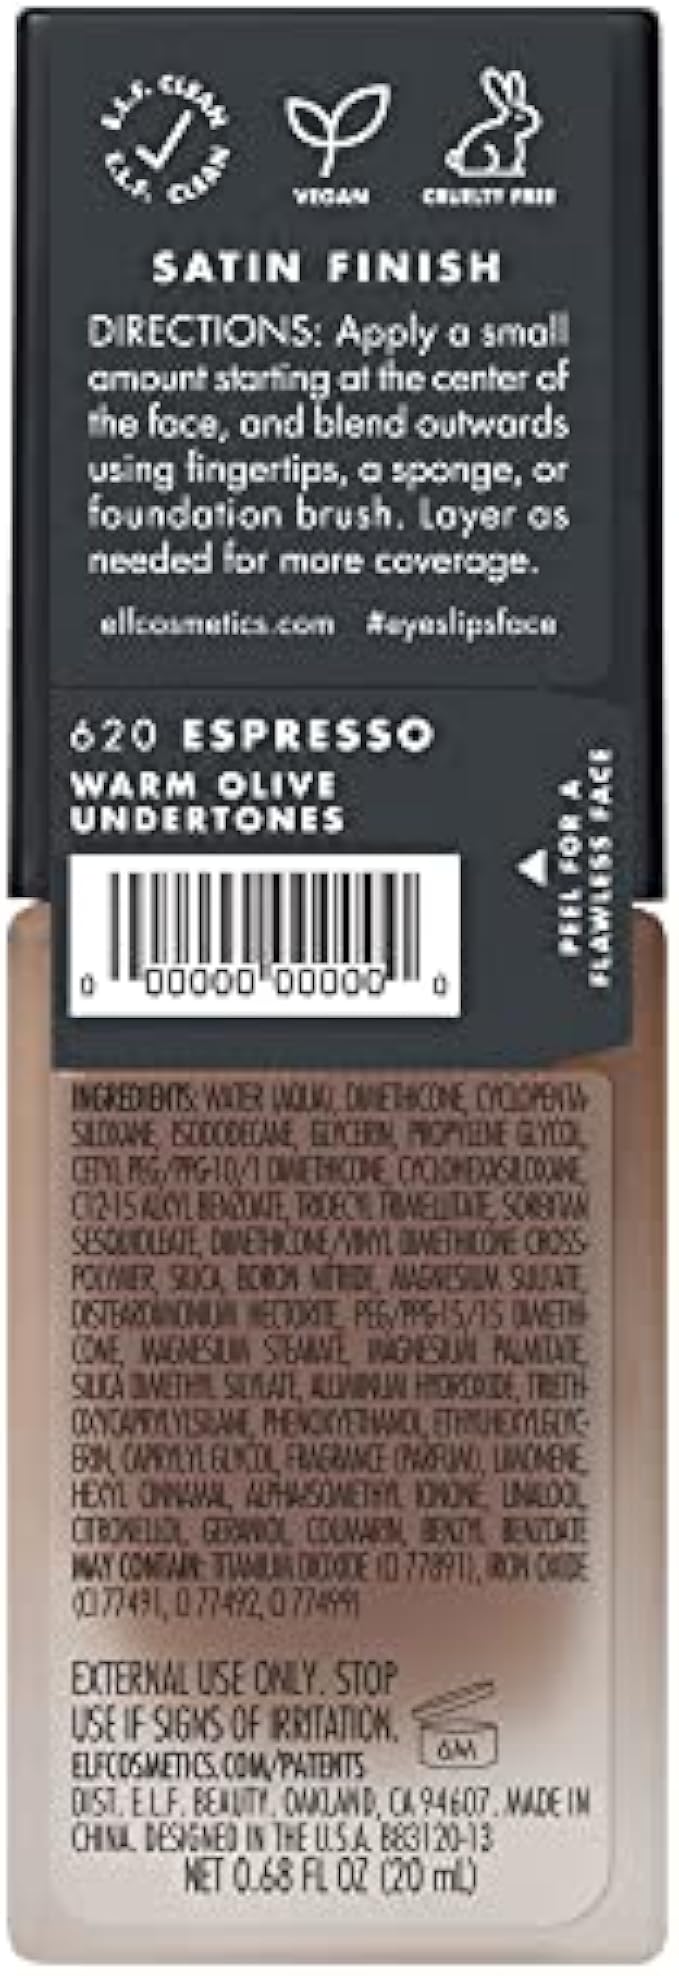 E.L.F. CLEAN
E.L.F. CLEAN
VEGAN
CRUELTY FREE
SATIN FINISH
DIRECTIONS: Apply a small
amount starting at the center of
the face, and blend outwards
using fingertips, a sponge, or
foundation brush. Layer as
needed for more coverage.
elfcosmetics.com #eyeslipsface
620 ESPRESSO
WARM OLIVE
UNDERTONES
PEEL FOR A
FLAWLESS FACE
0 00000 00000 0
INGREDIENTS: WATER (AQUA), DIMETHICONE, CYCLOPENTA-
SILOXANE, ISODODECANE, GLYCERIN, PROPYLENE GLYCOL,
CETYL PEG/PPG-10/1 DIMETHICONE, CYCLOHEXASILOXANE,
C12-15 ALKYL BENZOATE, TRIDECYL TRIMELLITATE, SORBITAN
SESQUIOLEATE, DIMETHICONE/VINYL DIMETHICONE CROSS-
POLYMER, SILICA, BORON NITRIDE, MAGNESIUM SULFATE,
DISTEARDIMONIUM HECTORITE, PEG/PPG-15/15 DIMETHI-
CONE, MAGNESIUM STEARATE, MAGNESIUM PALMITATE,
SILICA DIMETHYL SILYLATE, ALUMINUM HYDROXIDE, TRIETH-
OXYCAPRYLYLSILANE, PHENOXYETHANOL, ETHYLHEXYLGLYC-
ERIN, CAPRYLYL GLYCOL, FRAGRANCE (PARFUM), LIMONENE,
HEXYL CINNAMAL, ALPHA-ISOMETHYL IONONE, LINALOOL,
CITRONELLOL, GERANIOL, COUMARIN, BENZYL BENZOATE
MAY CONTAIN: TITANIUM DIOXIDE (CI 77891), IRON OXIDE
(CI 77491, CI 77492, CI 77499)
EXTERNAL USE ONLY. STOP
USE IF SIGNS OF IRRITATION.
6M
ELFCOSMETICS.COM/PATENTS
DIST. E.L.F. BEAUTY, OAKLAND, CA 94607. MADE IN
CHINA. DESIGNED IN THE U.S.A. B83120-13
NET 0.68 FL OZ (20 mL)